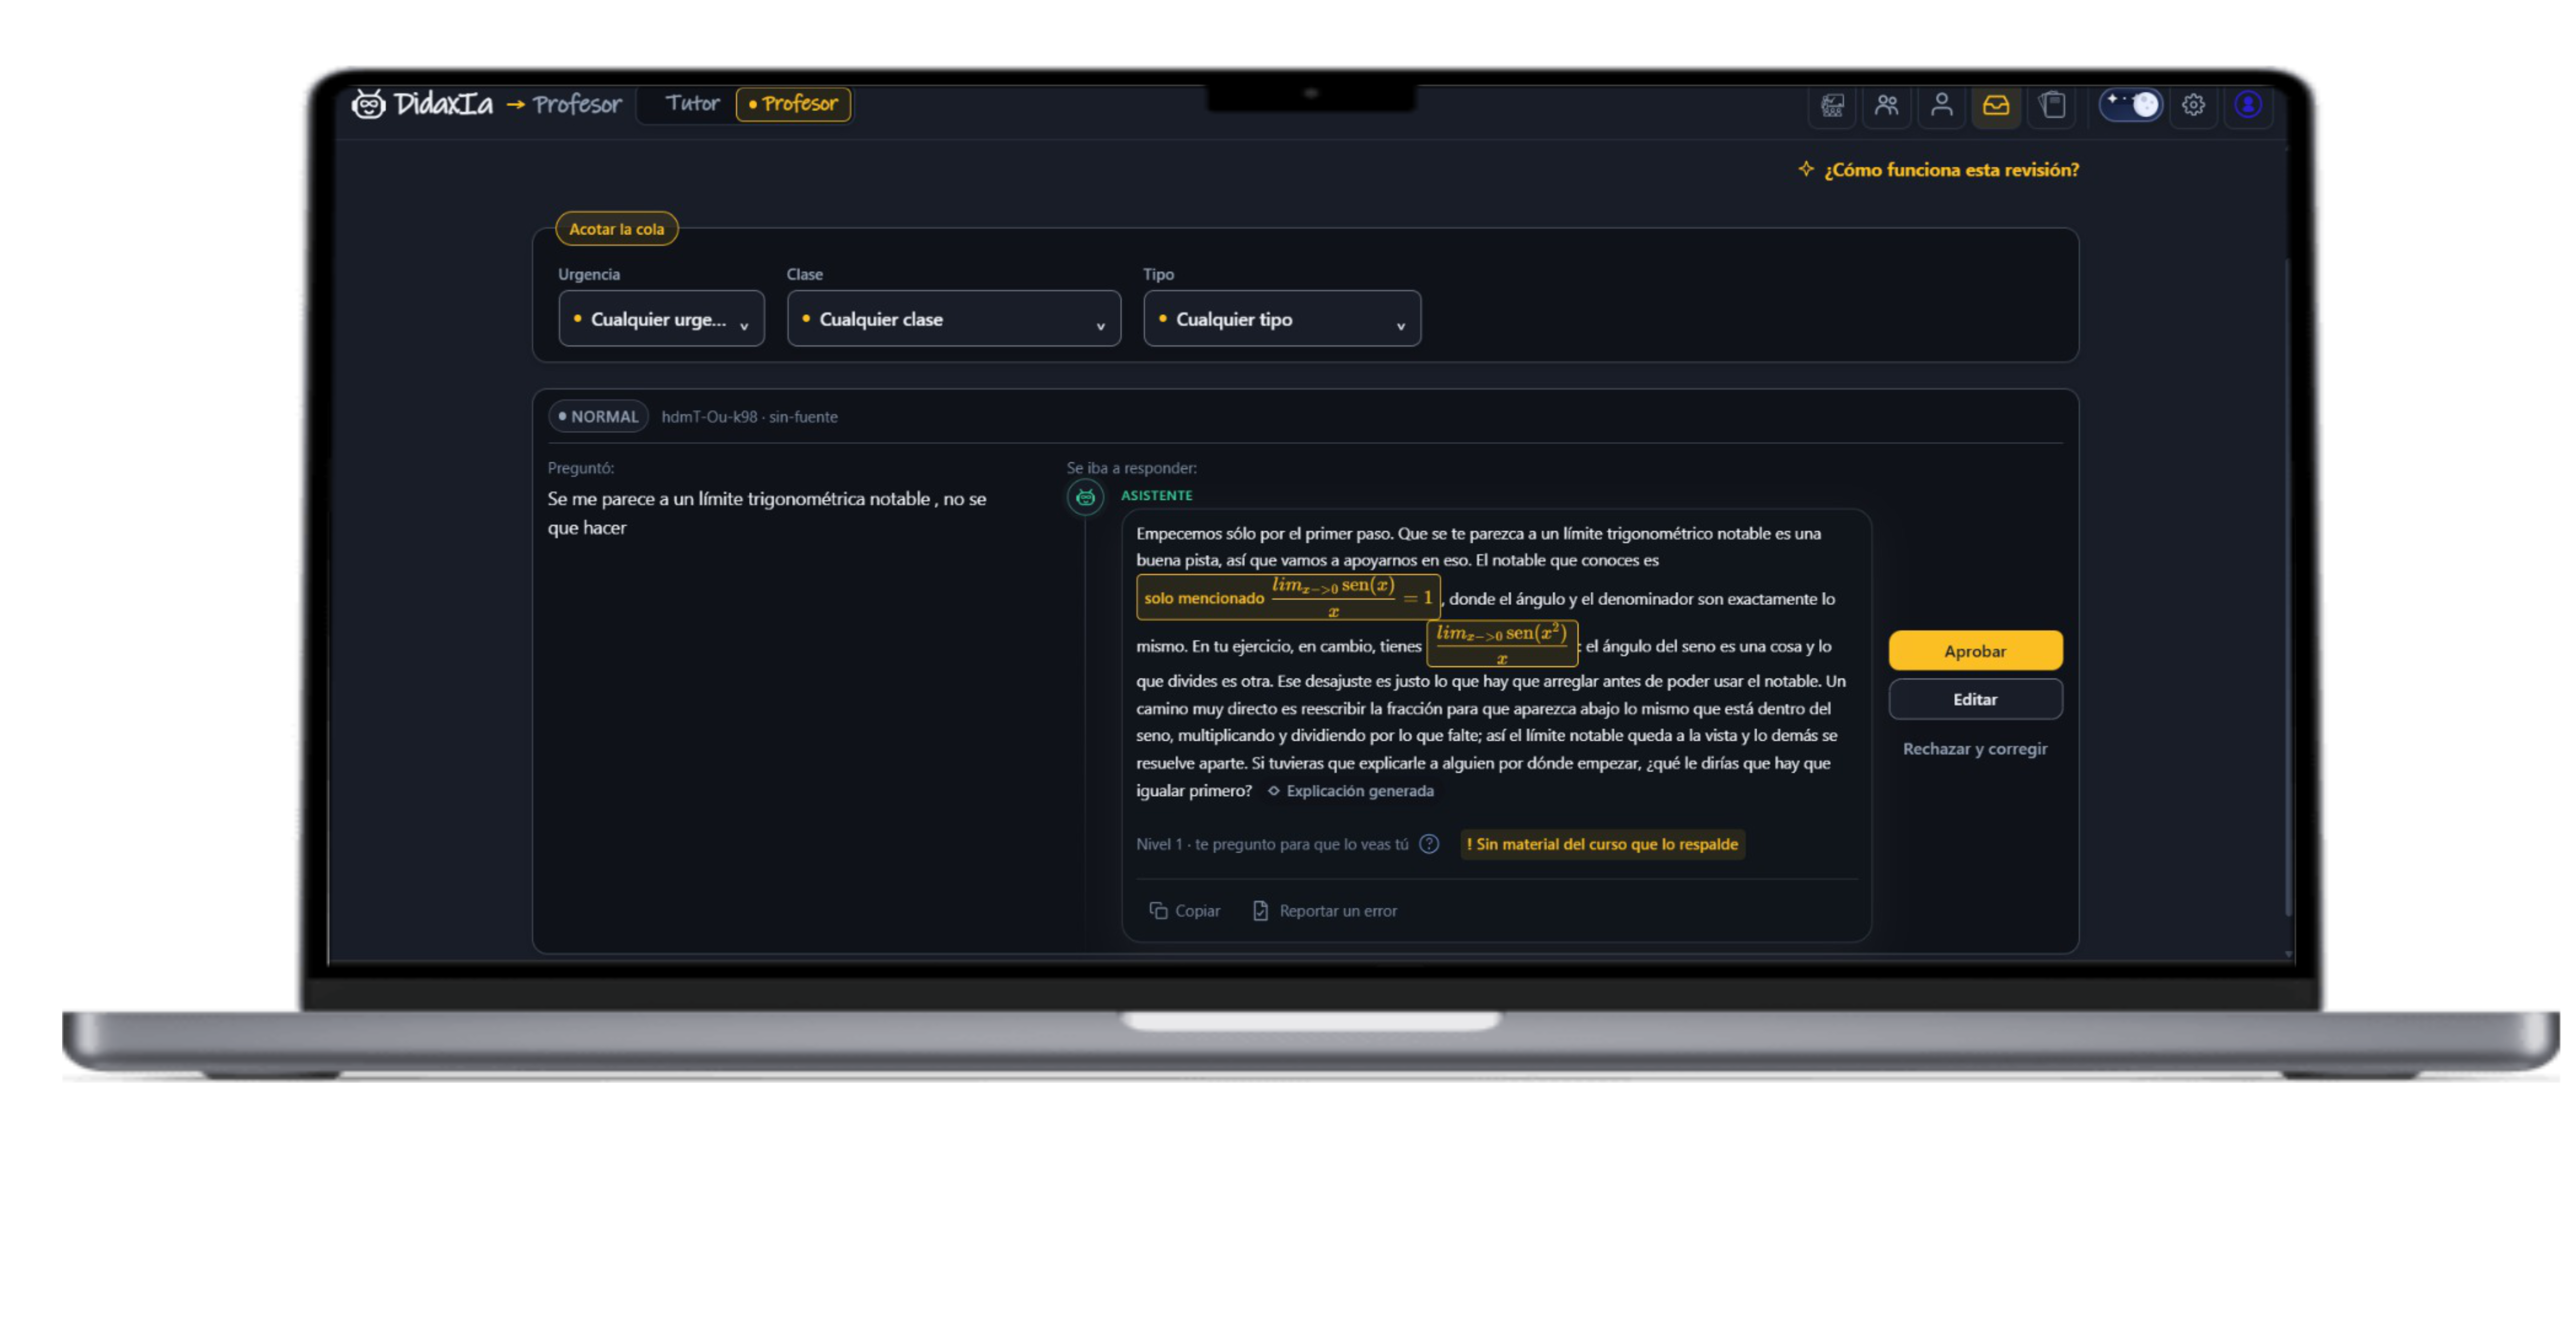 DidaxIa → Profesor Tutor • Profesor
¿Cómo funciona esta revisión?
Acotar la cola
Urgencia Clase Tipo
• Cualquier urge... • Cualquier clase • Cualquier tipo
• NORMAL hdmT-Ou-k98 · sin-fuente
Preguntó:
Se me parece a un límite trigonométrica notable , no se
que hacer
Se iba a responder:
ASISTENTE
Empecemos sólo por el primer paso. Que se te parezca a un límite trigonométrico notable es una
buena pista, así que vamos a apoyarnos en eso. El notable que conoces es
solo mencionado lim_{x->0} sen(x) / x = 1 , donde el ángulo y el denominador son exactamente lo
mismo. En tu ejercicio, en cambio, tienes lim_{x->0} sen(x²) / x : el ángulo del seno es una cosa y lo
que divides es otra. Ese desajuste es justo lo que hay que arreglar antes de poder usar el notable. Un
camino muy directo es reescribir la fracción para que aparezca abajo lo mismo que está dentro del
seno, multiplicando y dividiendo por lo que falte; así el límite notable queda a la vista y lo demás se
resuelve aparte. Si tuvieras que explicarle a alguien por dónde empezar, ¿qué le dirías que hay que
igualar primero? ◇ Explicación generada
Nivel 1 · te pregunto para que lo veas tú ? ! Sin material del curso que lo respalde
Copiar Reportar un error
Aprobar
Editar
Rechazar y corregir